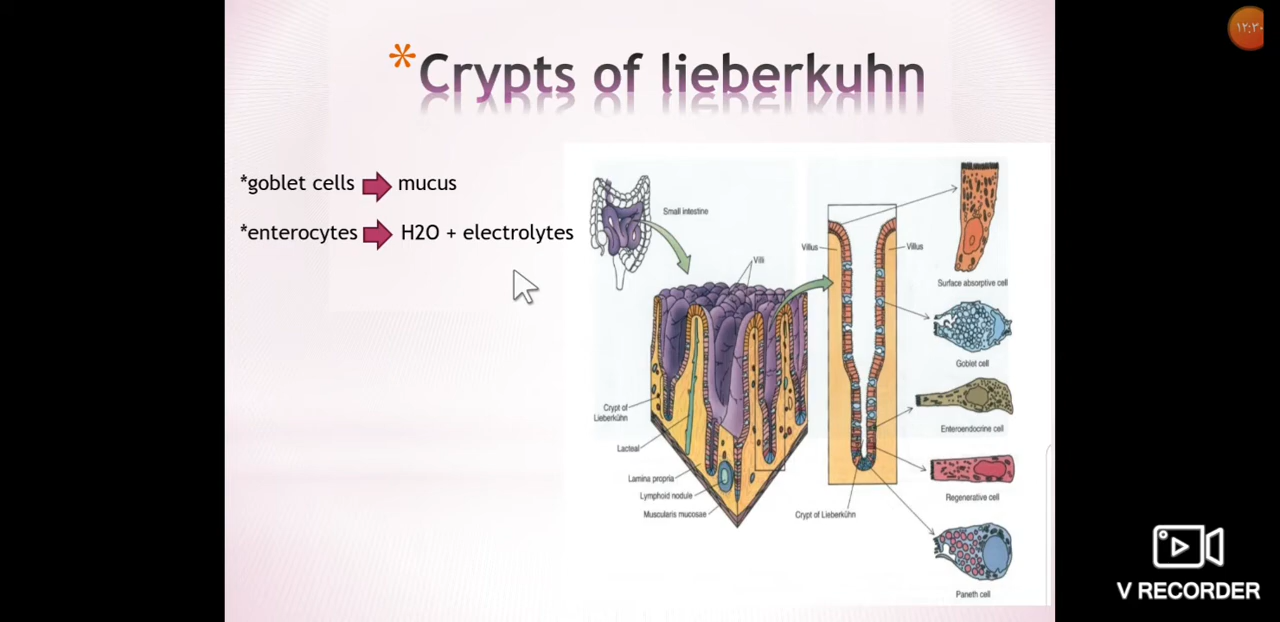 ١٢:٣٠
*Crypts of lieberkuhn
*goblet cells mucus
*enterocytes H2O + electrolytes
Small intestine
Villi
Crypt of
Lieberkühn
Lacteal
Lamina propria
Lymphoid nodule
Muscularis mucosae
Villus
Villus
Crypt of Lieberkühn
Surface absorptive cell
Goblet cell
Enteroendocrine cell
Regenerative cell
Paneth cell
V RECORDER